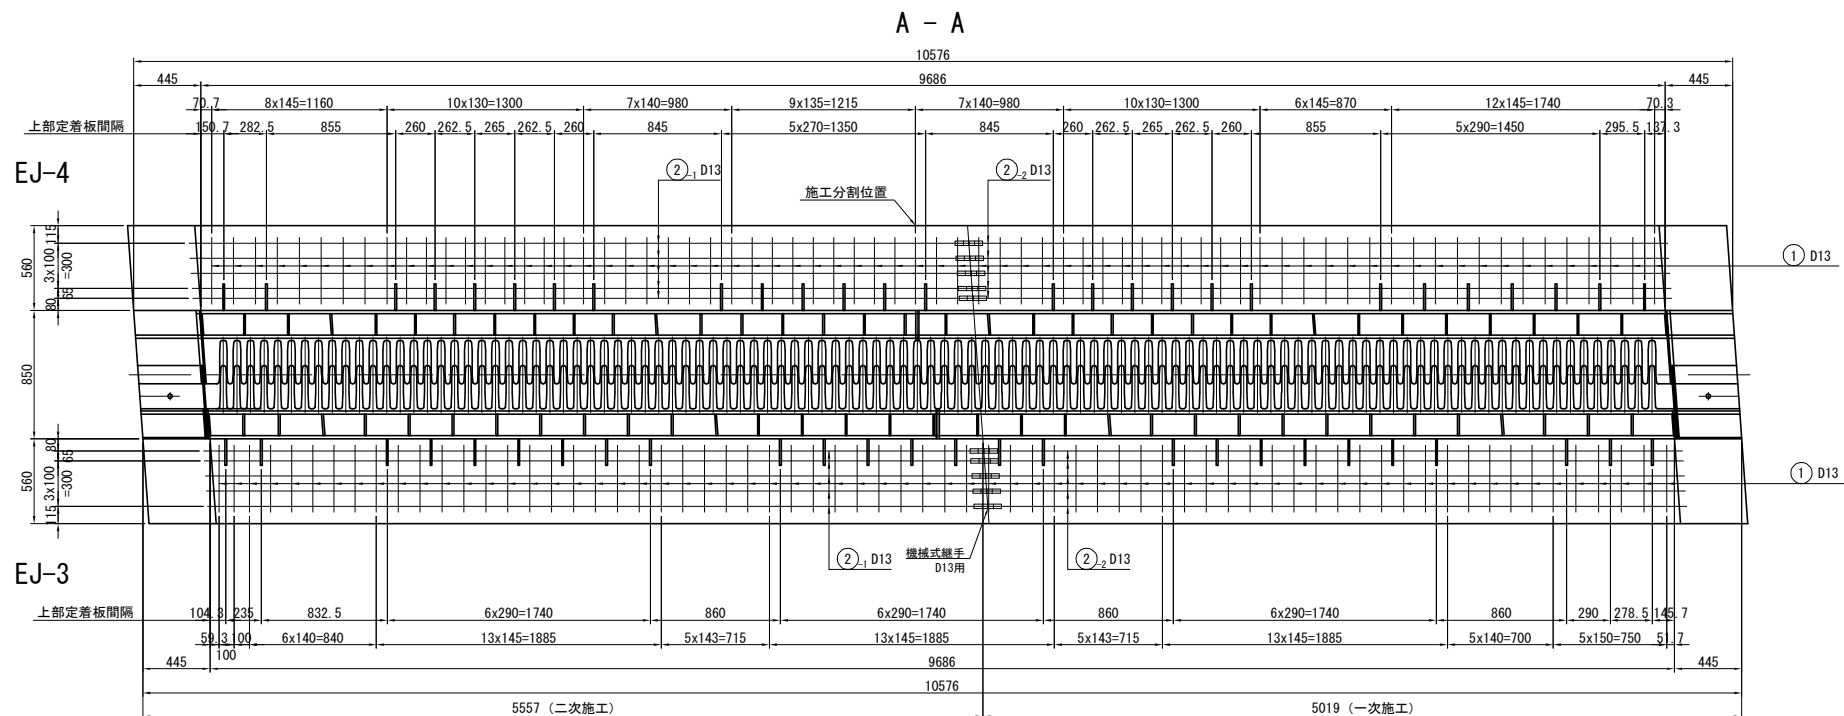 A - A
10576
445 9686 445
70.7 8x145=1160 10x130=1300 7x140=980 9x135=1215 7x140=980 10x130=1300 6x145=870 12x145=1740 70.3
上部定着板間隔 150.7 282.5 855 260 262.5 265 262.5 260 845 5x270=1350 845 260 262.5 265 262.5 260 855 5x290=1450 295.5 137.3
EJ-4
2-1 D13
2-2 D13
施工分割位置
115
3x100
=300
65
80
560
1 D13
850
80
65
3x100
=300
115
560
1 D13
2-1 D13
機械式継手
D13用
2-2 D13
EJ-3
上部定着板間隔 104.3 235 832.5 6x290=1740 860 6x290=1740 860 6x290=1740 860 290 278.5 145.7
59.3 100 6x140=840 13x145=1885 5x143=715 13x145=1885 5x143=715 13x145=1885 5x140=700 5x150=750 51.7
100
445 9686 445
10576
5557 (二次施工) 5019 (一次施工)